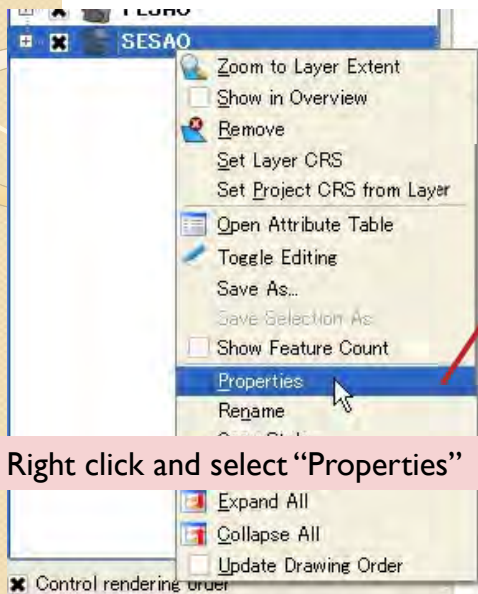 SESAO
Zoom to Layer Extent
Show in Overview
Remove
Set Layer CRS
Set Project CRS from Layer
Open Attribute Table
Toggle Editing
Save As...
Save Selection As
Show Feature Count
Properties
Rename
Right click and select “Properties”
Expand All
Collapse All
Update Drawing Order
Control rendering order